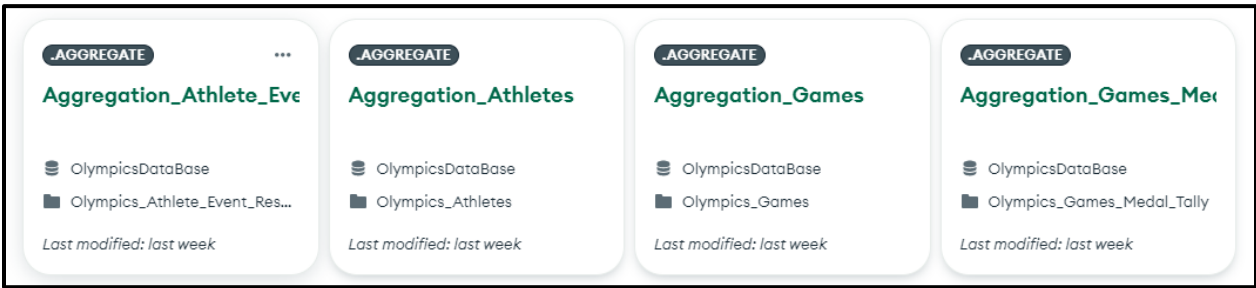 .AGGREGATE
Aggregation_Athlete_Eve
OlympicsDataBase
Olympics_Athlete_Event_Res...
Last modified: last week
.AGGREGATE
Aggregation_Athletes
OlympicsDataBase
Olympics_Athletes
Last modified: last week
.AGGREGATE
Aggregation_Games
OlympicsDataBase
Olympics_Games
Last modified: last week
.AGGREGATE
Aggregation_Games_Med
OlympicsDataBase
Olympics_Games_Medal_Tally
Last modified: last week